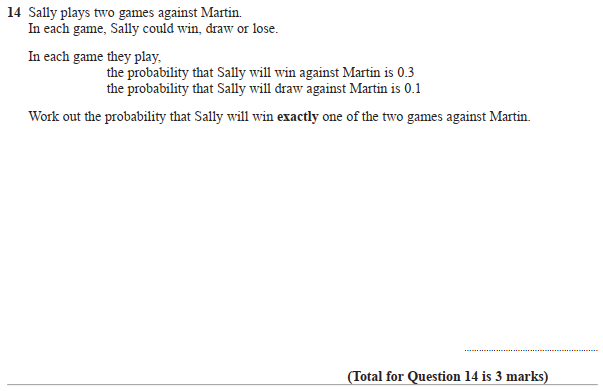 14 Sally plays two games against Martin.
In each game, Sally could win, draw or lose.
In each game they play,
the probability that Sally will win against Martin is 0.3
the probability that Sally will draw against Martin is 0.1
Work out the probability that Sally will win exactly one of the two games against Martin.
(Total for Question 14 is 3 marks)